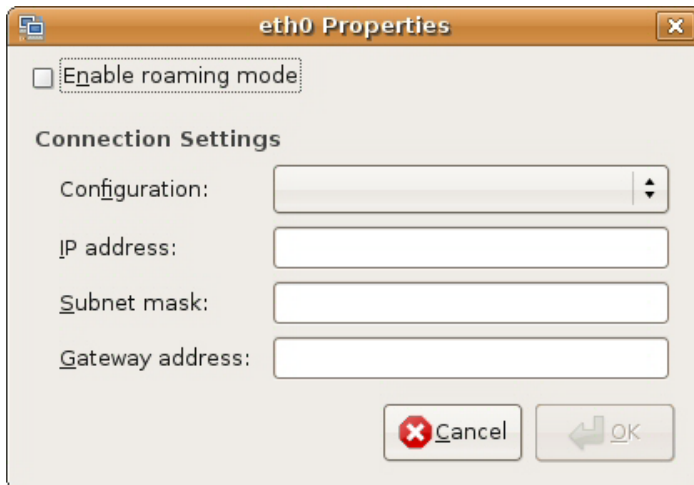 eth0 Properties
Enable roaming mode
Connection Settings
Configuration:
IP address:
Subnet mask:
Gateway address:
Cancel
OK